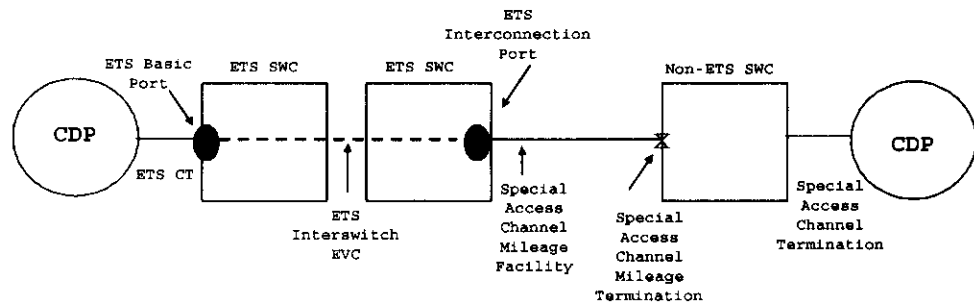 ETS
Interconnection
Port
ETS Basic
Port
ETS SWC
ETS SWC
Non-ETS SWC
CDP
CDP
ETS CT
ETS
Interswitch
EVC
Special
Access
Channel
Mileage
Facility
Special
Access
Channel
Mileage
Termination
Special
Access
Channel
Termination